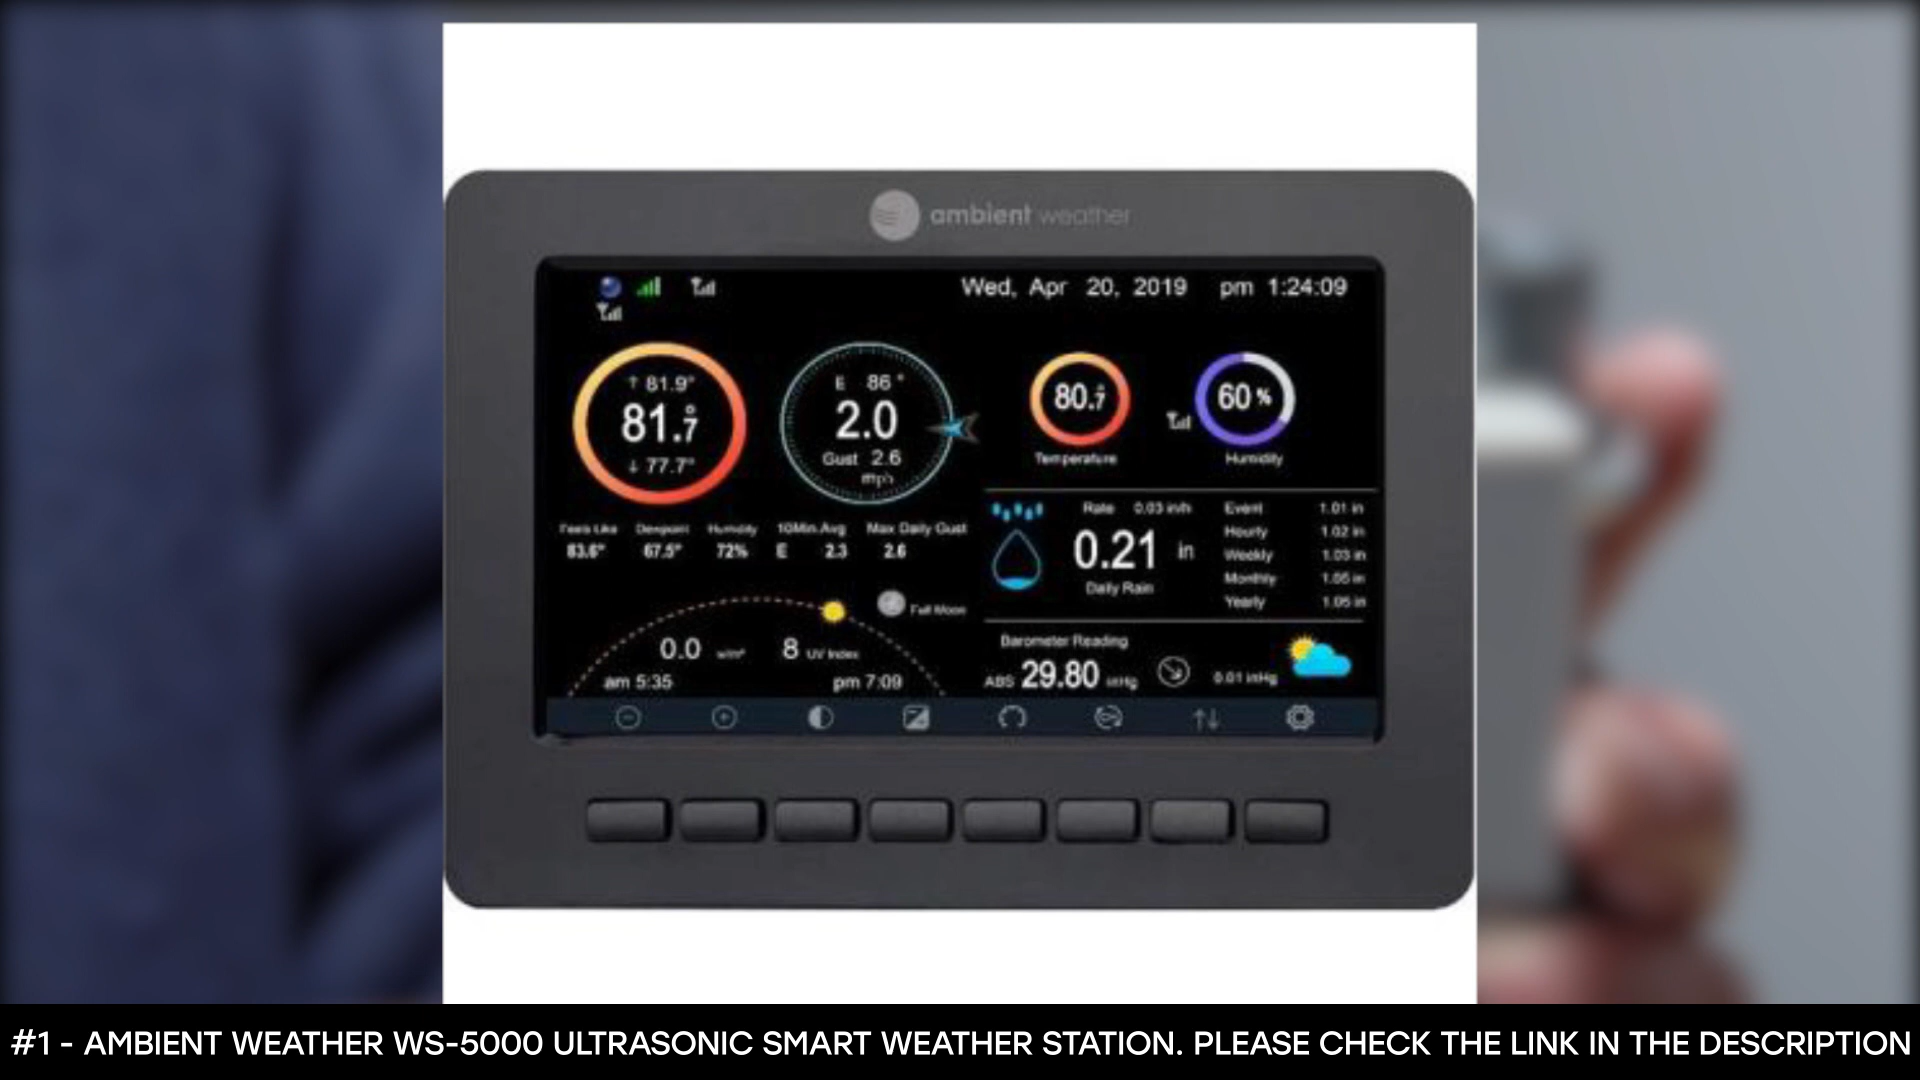 ambient weather
Wed, Apr 20, 2019 pm 1:24:09
↑ 81.9°
81.7°
↓ 77.7°
E 86°
2.0
Gust 2.6
mph
80.7°
Temperature
60%
Humidity
Feels Like Dewpoint Humidity 10Min.Avg Max Daily Gust
83.6° 67.5° 72% E 2.3 2.6
Rate 0.03 in/h
0.21 in
Daily Rain
Event 1.01 in
Hourly 1.02 in
Weekly 1.03 in
Monthly 1.05 in
Yearly 1.05 in
Full Moon
0.0 w/m² 8 UV Index
am 5:35 pm 7:09
Barometer Reading
ABS 29.80 inHg 0.01 inHg
#1 - AMBIENT WEATHER WS-5000 ULTRASONIC SMART WEATHER STATION. PLEASE CHECK THE LINK IN THE DESCRIPTION